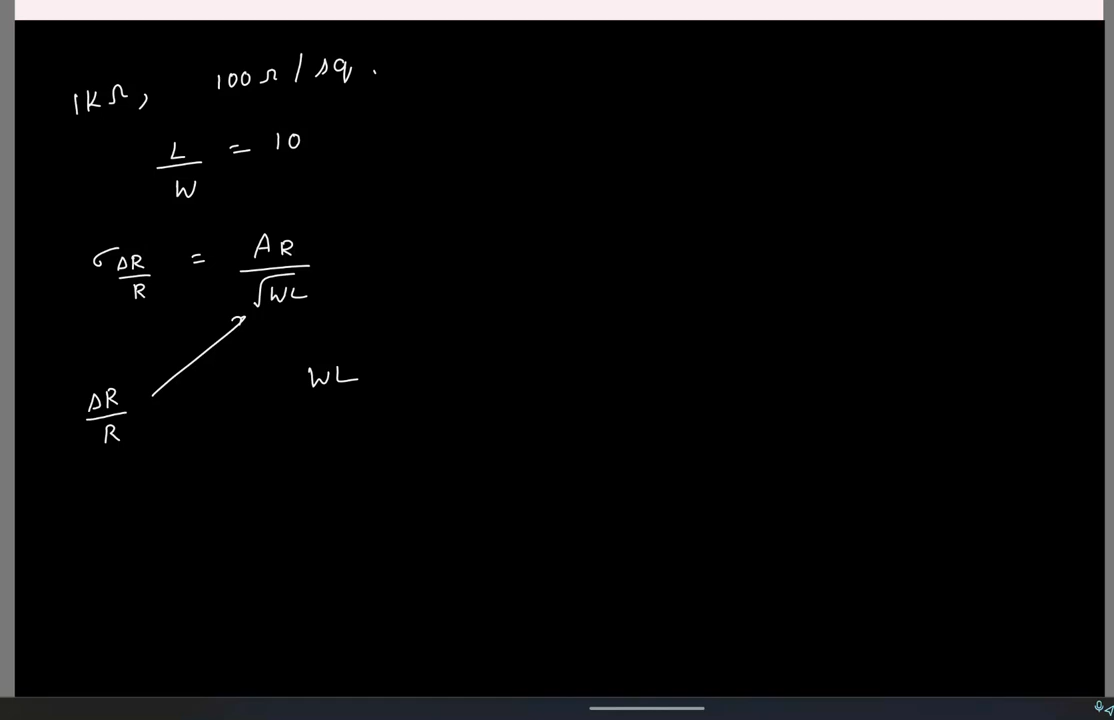 1KΩ, 100Ω/sq.
L/W = 10
σ ΔR/R = AR/√WL
WL
ΔR/R